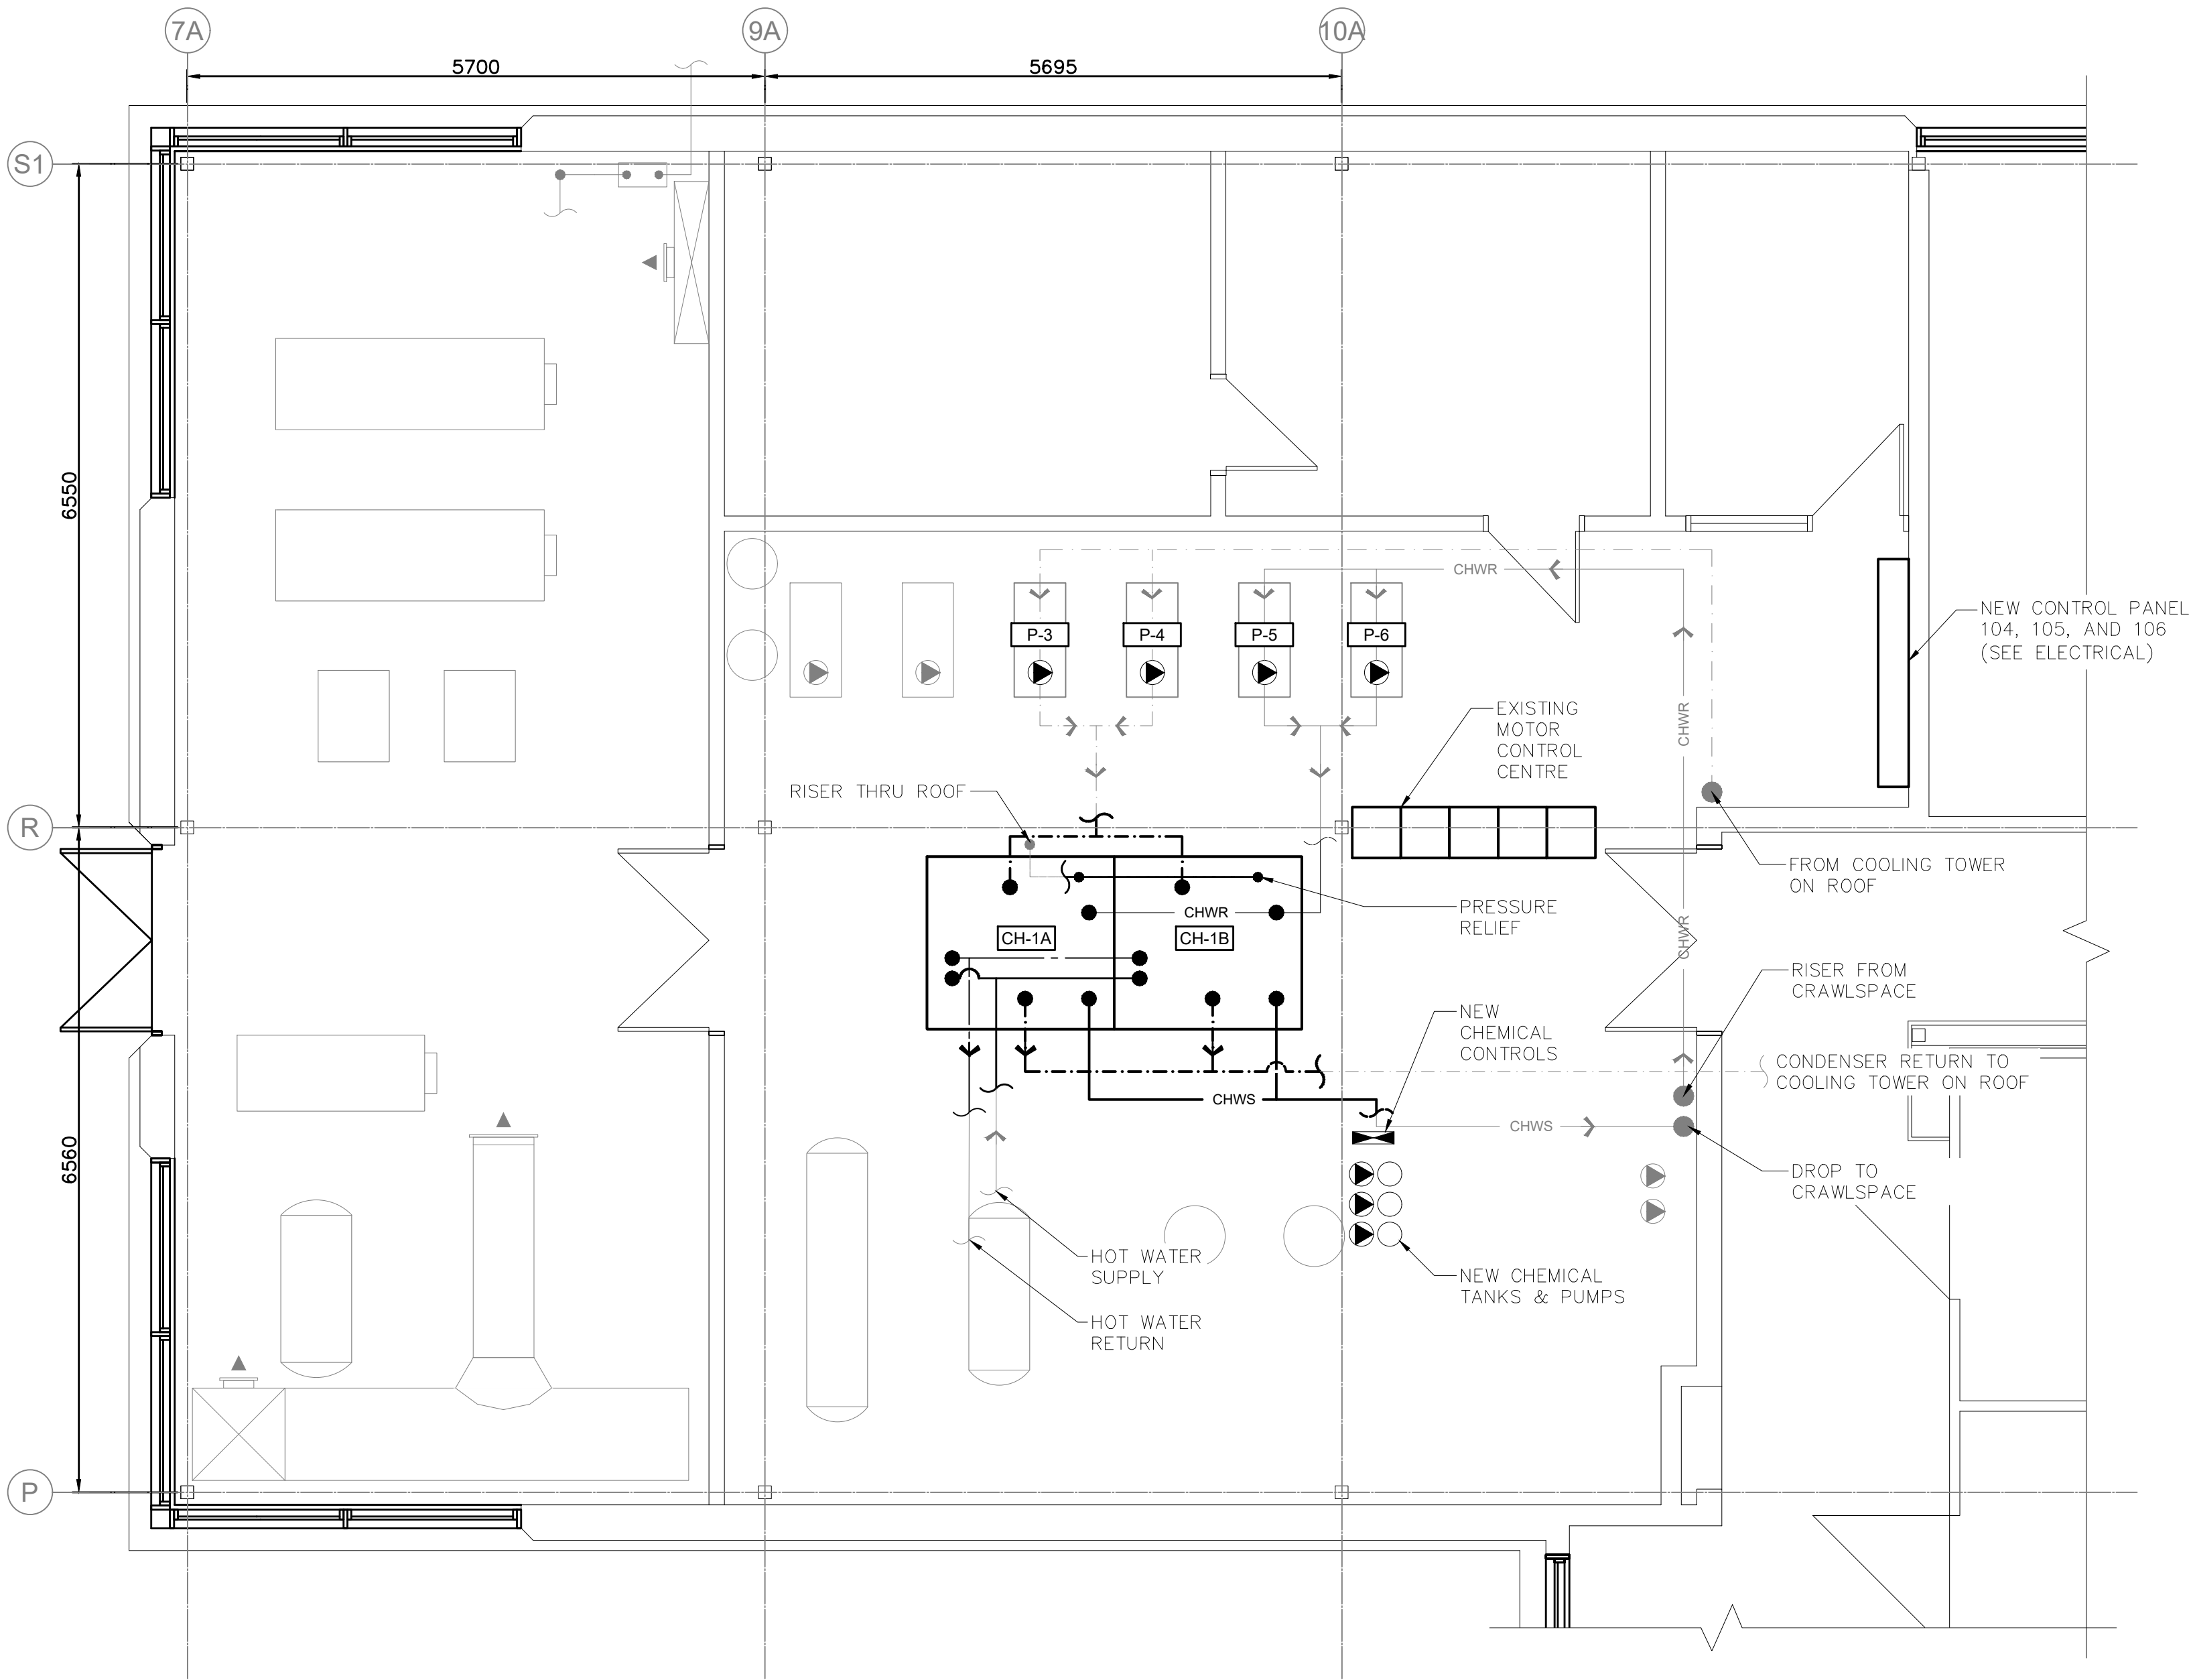 7A
9A
10A
5700
5695
S1
6550
CHWR
P-3
P-4
P-5
P-6
NEW CONTROL PANEL
104, 105, AND 106
(SEE ELECTRICAL)
EXISTING
MOTOR
CONTROL
CENTRE
CHWR
RISER THRU ROOF
R
FROM COOLING TOWER
ON ROOF
PRESSURE
RELIEF
CHWR
CH-1A
CH-1B
CHWR
RISER FROM
CRAWLSPACE
NEW
CHEMICAL
CONTROLS
CONDENSER RETURN TO
COOLING TOWER ON ROOF
CHWS
CHWS
6560
DROP TO
CRAWLSPACE
HOT WATER
SUPPLY
NEW CHEMICAL
TANKS & PUMPS
HOT WATER
RETURN
P